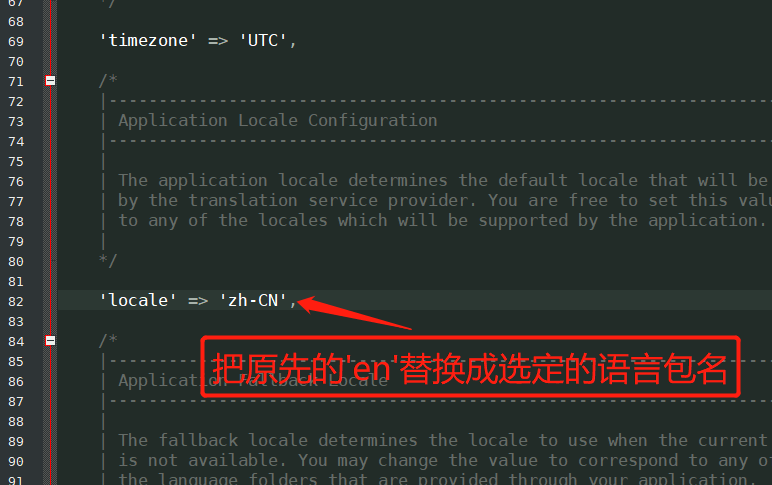 67 */
68
69 'timezone' => 'UTC',
70
71 /*
72 |--------------------------------------------------------------------------
73 | Application Locale Configuration
74 |--------------------------------------------------------------------------
75 |
76 | The application locale determines the default locale that will be
77 | by the translation service provider. You are free to set this valu
78 | to any of the locales which will be supported by the application.
79 |
80 */
81
82 'locale' => 'zh-CN',
83
84 /*
85 |--------------------------------------------------------------------------
把原先的'en'替换成选定的语言包名
86 | Application Fallback Locale
87 |--------------------------------------------------------------------------
88 |
89 | The fallback locale determines the locale to use when the current
90 | is not available. You may change the value to correspond to any of
91 | the language folders that are provided through your application.